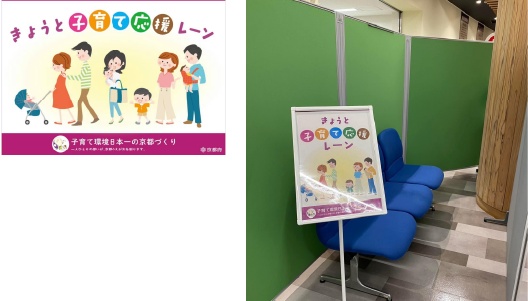 きょうと子育て応援レーン
子育て環境日本一の京都づくり
京都府
きょうと
子育て応援
レーン